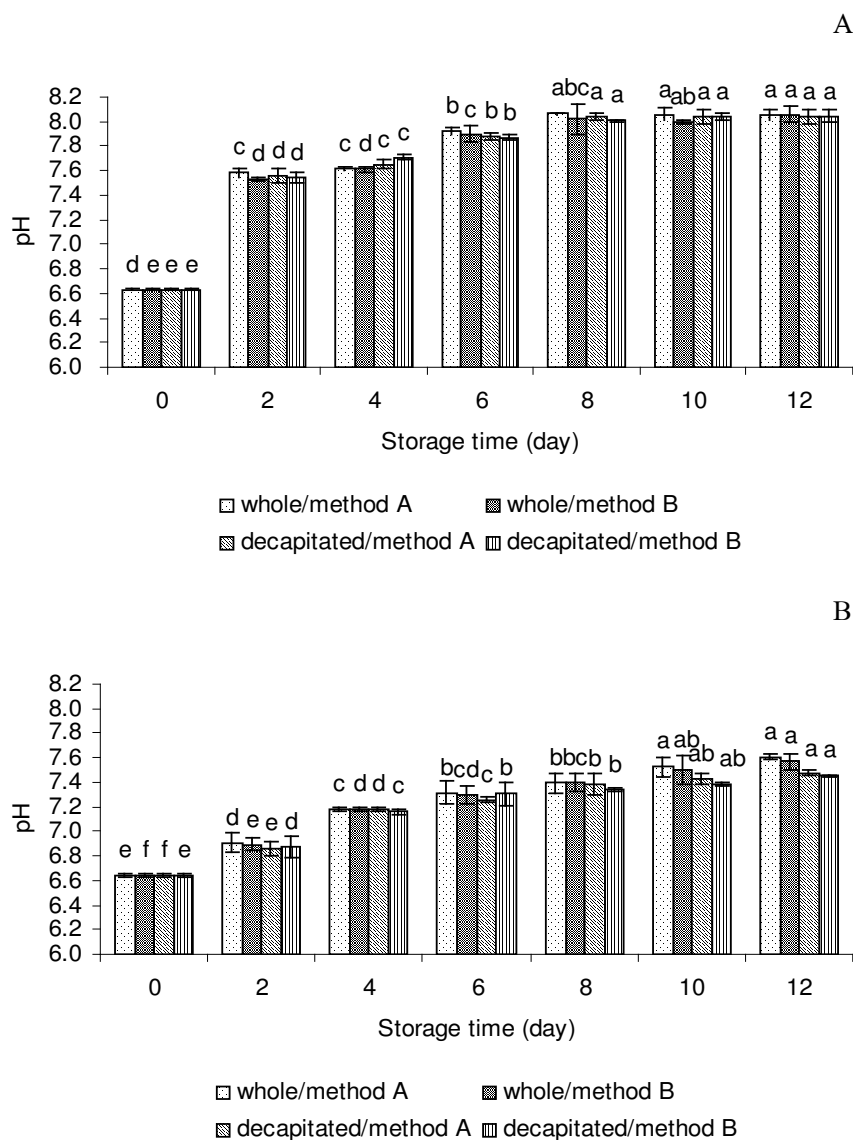 A
8.2
8.0
7.8
7.6
7.4
7.2
7.0
6.8
6.6
6.4
6.2
6.0
pH
d e e e
c d d d
c d c c
b c b b
abc a a
a ab a a
a a a a
0 2 4 6 8 10 12
Storage time (day)
whole/method A whole/method B
decapitated/method A decapitated/method B
B
8.2
8.0
7.8
7.6
7.4
7.2
7.0
6.8
6.6
6.4
6.2
6.0
pH
e f f e
d e e d
c d d c
b cd c b
b bc b b
a ab ab ab
a a a a
0 2 4 6 8 10 12
Storage time (day)
whole/method A whole/method B
decapitated/method A decapitated/method B